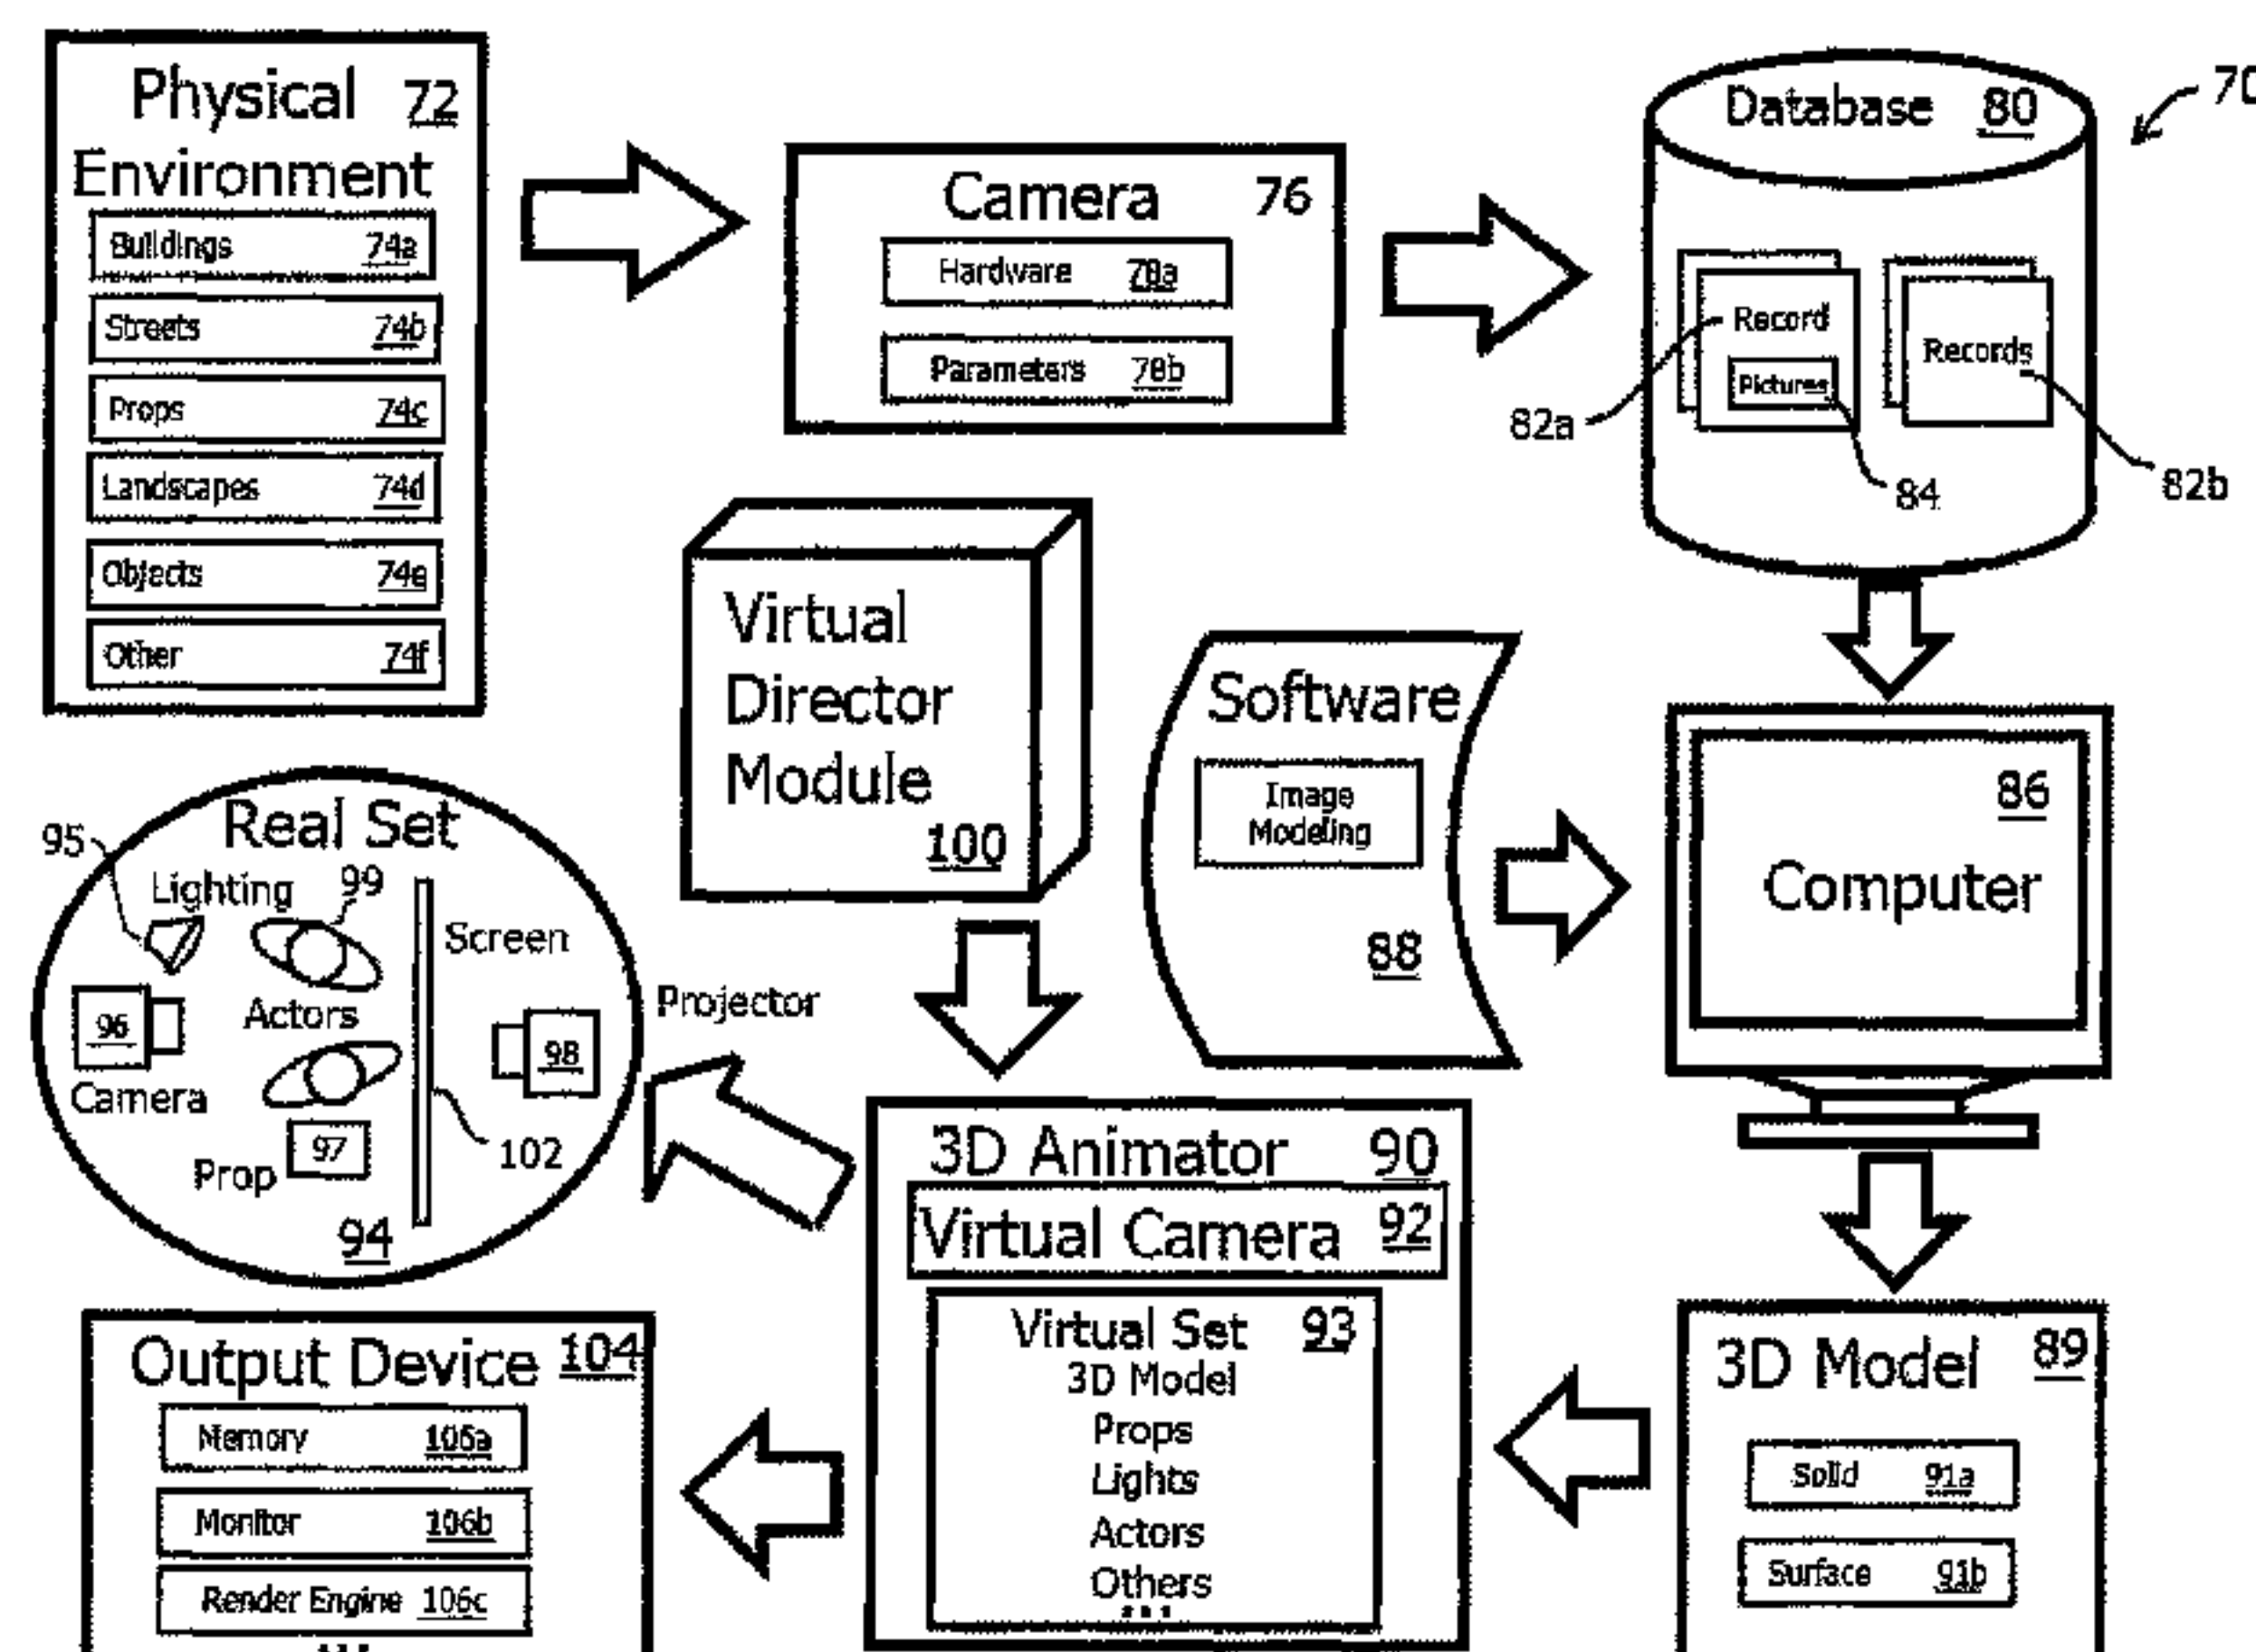 Physical 72
Environment
Buildings 74a
Streets 74b
Props 74c
Landscapes 74d
Objects 74e
Other 74f
Camera 76
Hardware 78a
Parameters 78b
Database 80
70
Record
Pictures
Records
82a
84
82b
Virtual
Director
Module
100
Software
Image
Modeling
88
86
Computer
Real Set
95
Lighting
99
Screen
Actors
96
Camera
98
Projector
Prop
97
102
94
3D Animator 90
Virtual Camera 92
Virtual Set 93
3D Model
Props
Lights
Actors
Others
...
3D Model 89
Solid 91a
Surface 91b
Output Device 104
Memory 106a
Monitor 106b
Render Engine 106c